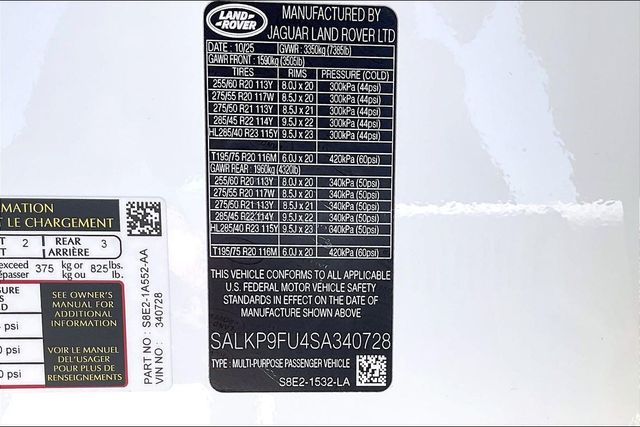 LAND ROVER
MANUFACTURED BY
JAGUAR LAND ROVER LTD
DATE : 10/25 GVWR : 3350kg (7385lb)
GAWR FRONT : 1590kg (3505lb)
TIRES RIMS PRESSURE (COLD)
255/60 R20 113Y 8.0J x 20 300kPa (44psi)
275/55 R20 117W 8.5J x 20 300kPa (44psi)
275/50 R21 113Y 8.5J x 21 300kPa (44psi)
285/45 R22 114Y 9.5J x 22 300kPa (44psi)
HL265/40 R23 115Y 9.5J x 23 300kPa (44psi)
T195/75 R20 116M 6.0J x 20 420kPa (60psi)
GAWR REAR : 1960kg (4320lb)
255/60 R20 113Y 8.0J x 20 340kPa (50psi)
275/55 R20 117W 8.5J x 20 340kPa (50psi)
275/50 R21 113Y 8.5J x 21 340kPa (50psi)
285/45 R22 114Y 9.5J x 22 340kPa (50psi)
HL285/40 R23 115Y 9.5J x 23 340kPa (50psi)
T195/75 R20 116M 6.0J x 20 420kPa (60psi)
THIS VEHICLE CONFORMS TO ALL APPLICABLE
U.S. FEDERAL MOTOR VEHICLE SAFETY
STANDARDS IN EFFECT ON THE DATE OF
MANUFACTURE SHOWN ABOVE
SALKP9FU4SA340728
TYPE : MULTI-PURPOSE PASSENGER VEHICLE
S8E2-1532-LA
MATION
ET LE CHARGEMENT
T 2 REAR 3
ARRIÈRE
exceed 375 kg or 825 lbs.
épasser kg ou lb.
SURE
S
D
psi
0 psi
0 psi
SEE OWNER'S
MANUAL FOR
ADDITIONAL
INFORMATION
VOIR LE MANUEL
DEL'USAGER
POUR PLUS DE
RENSEIGNEMENTS
PART NO : S8E2-1A552-AA
VIN NO : 340728